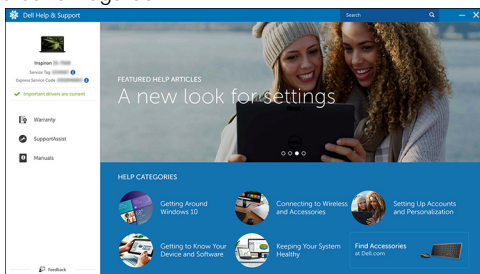 Dell Help & Support
Search
Inspiron
Service Tag
Express Service Code
Important drivers are current
Warranty
SupportAssist
Manuals
Feedback
FEATURED HELP ARTICLES
A new look for settings
HELP CATEGORIES
Getting Around
Windows 10
Connecting to Wireless
and Accessories
Setting Up Accounts
and Personalization
Getting to Know Your
Device and Software
Keeping Your System
Healthy
Find Accessories
at Dell.com